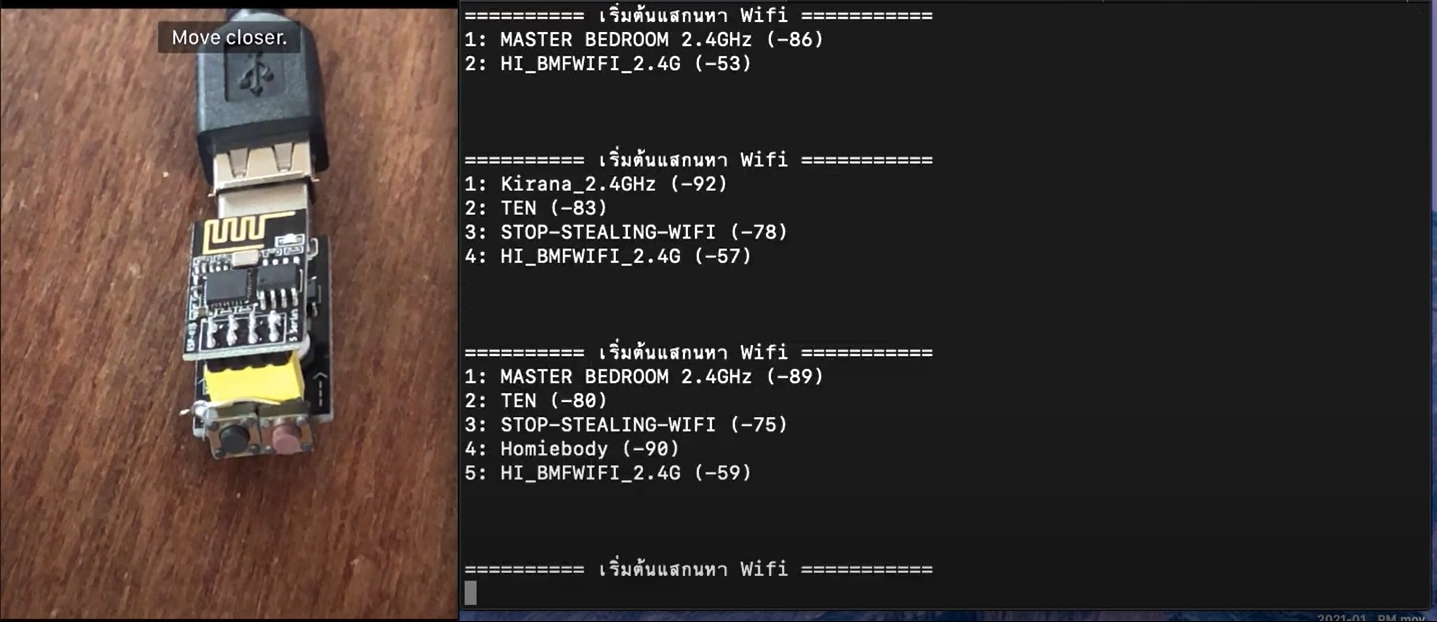 Move closer.
========== เริ่มต้นแสกนหา Wifi ===========
1: MASTER BEDROOM 2.4GHz (-86)
2: HI_BMFWIFI_2.4G (-53)
========== เริ่มต้นแสกนหา Wifi ===========
1: Kirana_2.4GHz (-92)
2: TEN (-83)
3: STOP-STEALING-WIFI (-78)
4: HI_BMFWIFI_2.4G (-57)
========== เริ่มต้นแสกนหา Wifi ===========
1: MASTER BEDROOM 2.4GHz (-89)
2: TEN (-80)
3: STOP-STEALING-WIFI (-75)
4: Homiebody (-90)
5: HI_BMFWIFI_2.4G (-59)
========== เริ่มต้นแสกนหา Wifi ===========